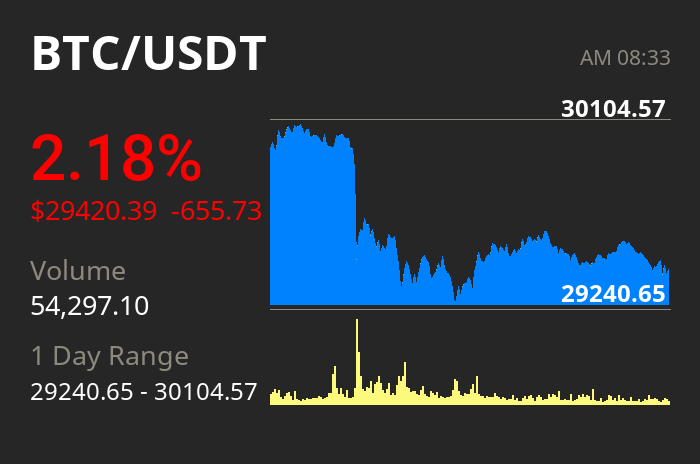 BTC/USDT
AM 08:33
30104.57
2.18%
$29420.39 -655.73
Volume
54,297.10
29240.65
1 Day Range
29240.65 - 30104.57